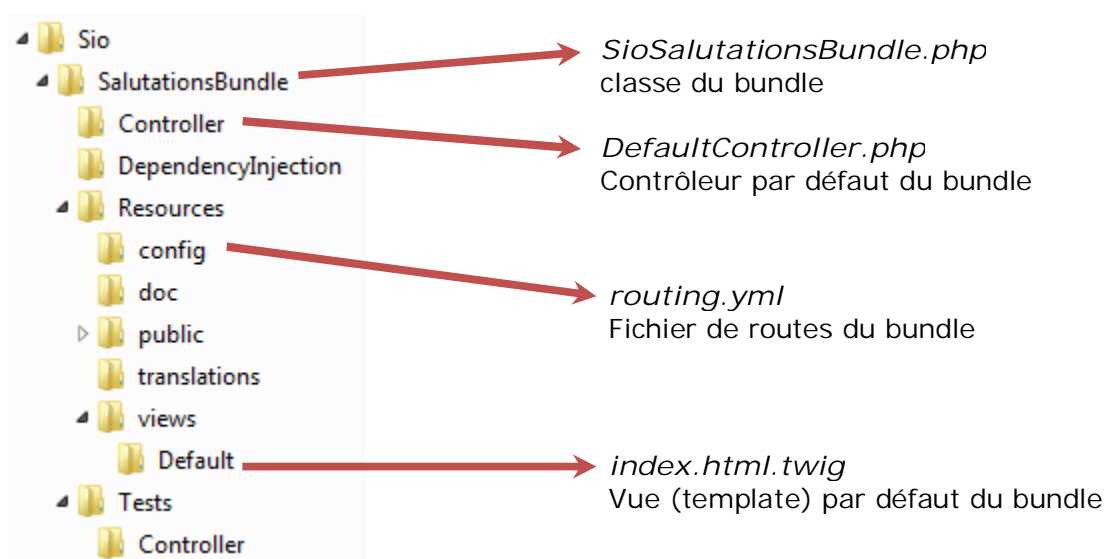 Sio
SalutationsBundle
Controller
DependencyInjection
Resources
config
doc
public
translations
views
Default
Tests
Controller
SioSalutationsBundle.php
classe du bundle
DefaultController.php
Contrôleur par défaut du bundle
routing.yml
Fichier de routes du bundle
index.html.twig
Vue (template) par défaut du bundle